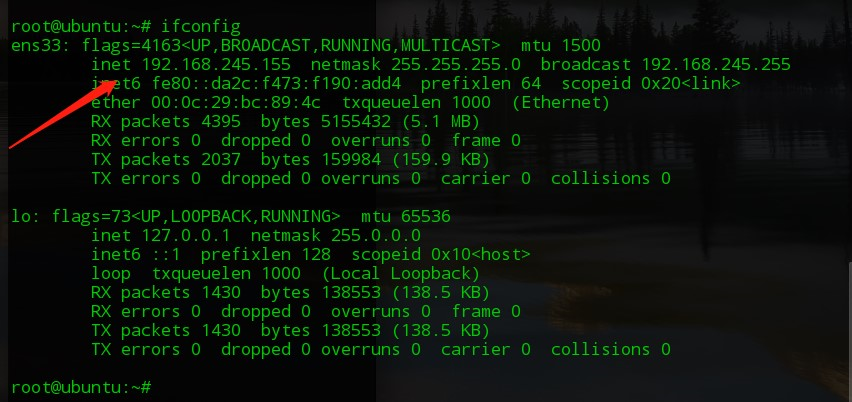 root@ubuntu:~# ifconfig
ens33: flags=4163<UP,BROADCAST,RUNNING,MULTICAST>  mtu 1500
        inet 192.168.245.155  netmask 255.255.255.0  broadcast 192.168.245.255
        inet6 fe80::da2c:f473:f190:add4  prefixlen 64  scopeid 0x20<link>
        ether 00:0c:29:bc:89:4c  txqueuelen 1000  (Ethernet)
        RX packets 4395  bytes 5155432 (5.1 MB)
        RX errors 0  dropped 0  overruns 0  frame 0
        TX packets 2037  bytes 159984 (159.9 KB)
        TX errors 0  dropped 0 overruns 0  carrier 0  collisions 0

lo: flags=73<UP,LOOPBACK,RUNNING>  mtu 65536
        inet 127.0.0.1  netmask 255.0.0.0
        inet6 ::1  prefixlen 128  scopeid 0x10<host>
        loop  txqueuelen 1000  (Local Loopback)
        RX packets 1430  bytes 138553 (138.5 KB)
        RX errors 0  dropped 0  overruns 0  frame 0
        TX packets 1430  bytes 138553 (138.5 KB)
        TX errors 0  dropped 0 overruns 0  carrier 0  collisions 0

root@ubuntu:~#